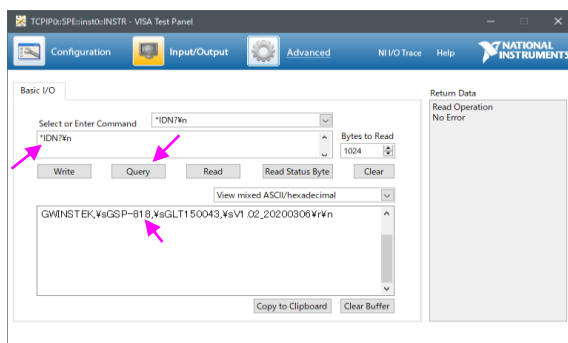 TCPIP0::SPE::inst0::INSTR - VISA Test Panel
Configuration Input/Output Advanced NI I/O Trace Help NATIONAL INSTRUMENTS
Basic I/O
Return Data
Read Operation
No Error
Select or Enter Command *IDN?¥n
*IDN?¥n
Bytes to Read
1024
Write Query Read Read Status Byte Clear
View mixed ASCII/hexadecimal
GWINSTEK,¥sGSP-818,¥sGLT150043,¥sV1.02_20200306¥r¥n
Copy to Clipboard Clear Buffer